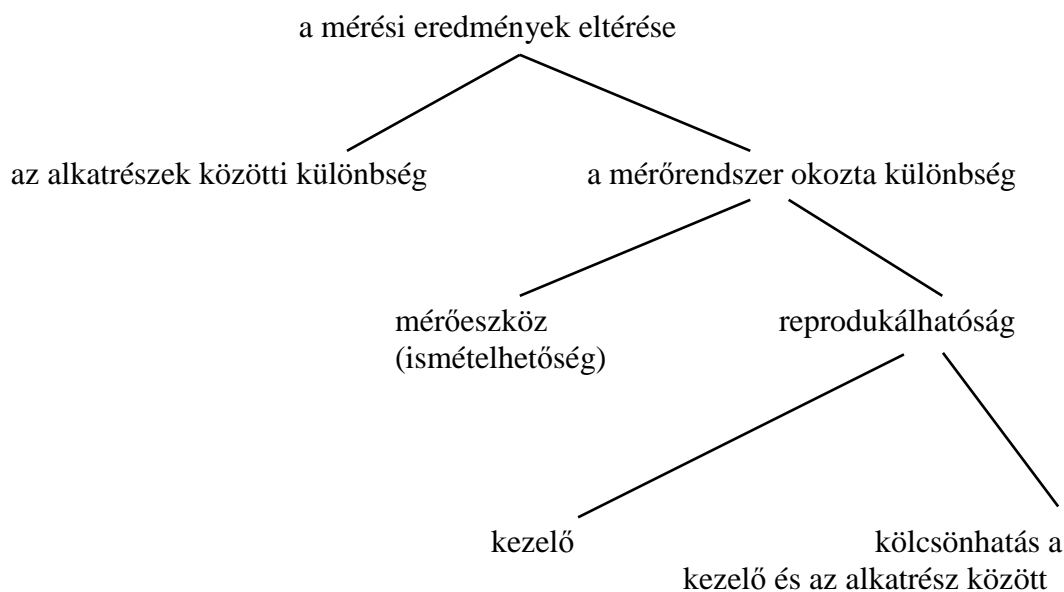 a mérési eredmények eltérése
az alkatrészek közötti különbség
a mérőrendszer okozta különbség
mérőeszköz
(ismételhetőség)
reprodukálhatóság
kezelő
kölcsönhatás a
kezelő és az alkatrész között